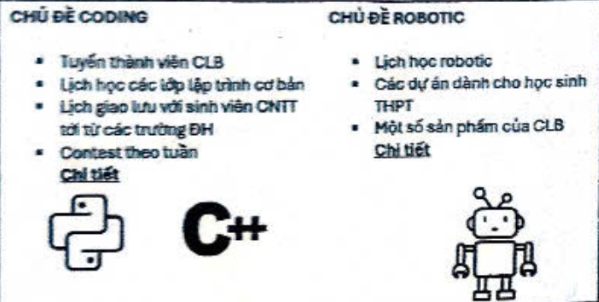 CHỦ ĐỀ CODING
▪ Tuyển thành viên CLB
▪ Lịch học các lớp lập trình cơ bản
▪ Lịch giao lưu với sinh viên CNTT
tới từ các trường ĐH
▪ Contest theo tuần
Chi tiết
C++
CHỦ ĐỀ ROBOTIC
▪ Lịch học robotic
▪ Các dự án dành cho học sinh
THPT
▪ Một số sản phẩm của CLB
Chi tiết